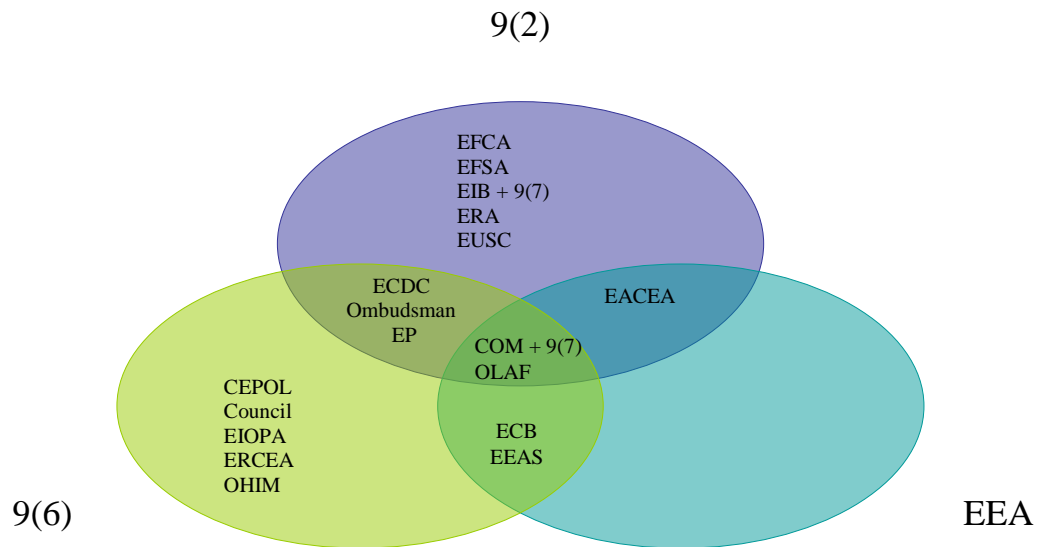 9(2)
EFCA
EFSA
EIB + 9(7)
ERA
EUSC
ECDC
Ombudsman
EP
EACEA
COM + 9(7)
OLAF
CEPOL
Council
EIOPA
ERCEA
OHIM
ECB
EEAS
9(6)
EEA